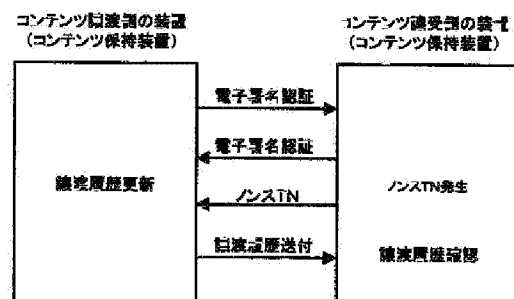 コンテンツ譲渡側の装置
(コンテンツ保持装置)
コンテンツ譲受側の装置
(コンテンツ保持装置)
電子署名認証
電子署名認証
譲渡履歴更新
ノンスTN
ノンスTN発生
譲渡履歴送付
譲渡履歴確認